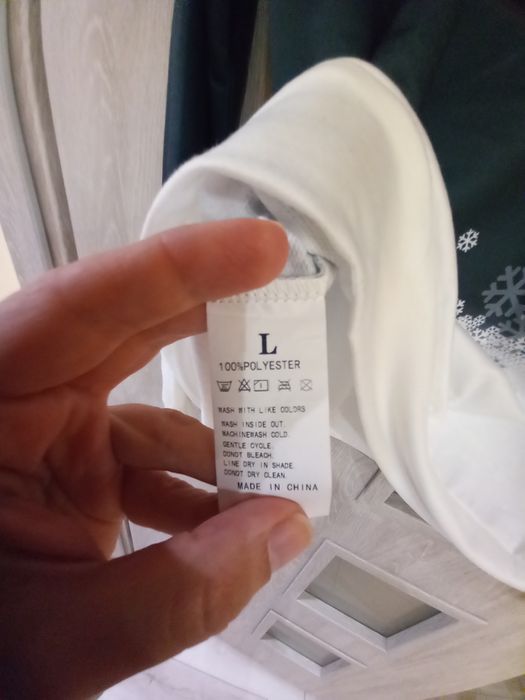 L
100%POLYESTER
WASH WITH LIKE COLORS
WASH INSIDE OUT.
MACHINEWASH COLD.
GENTLE CYCLE.
DONOT BLEACH.
LINE DRY IN SHADE.
DONOT DRY CLEAN.
MADE IN CHINA